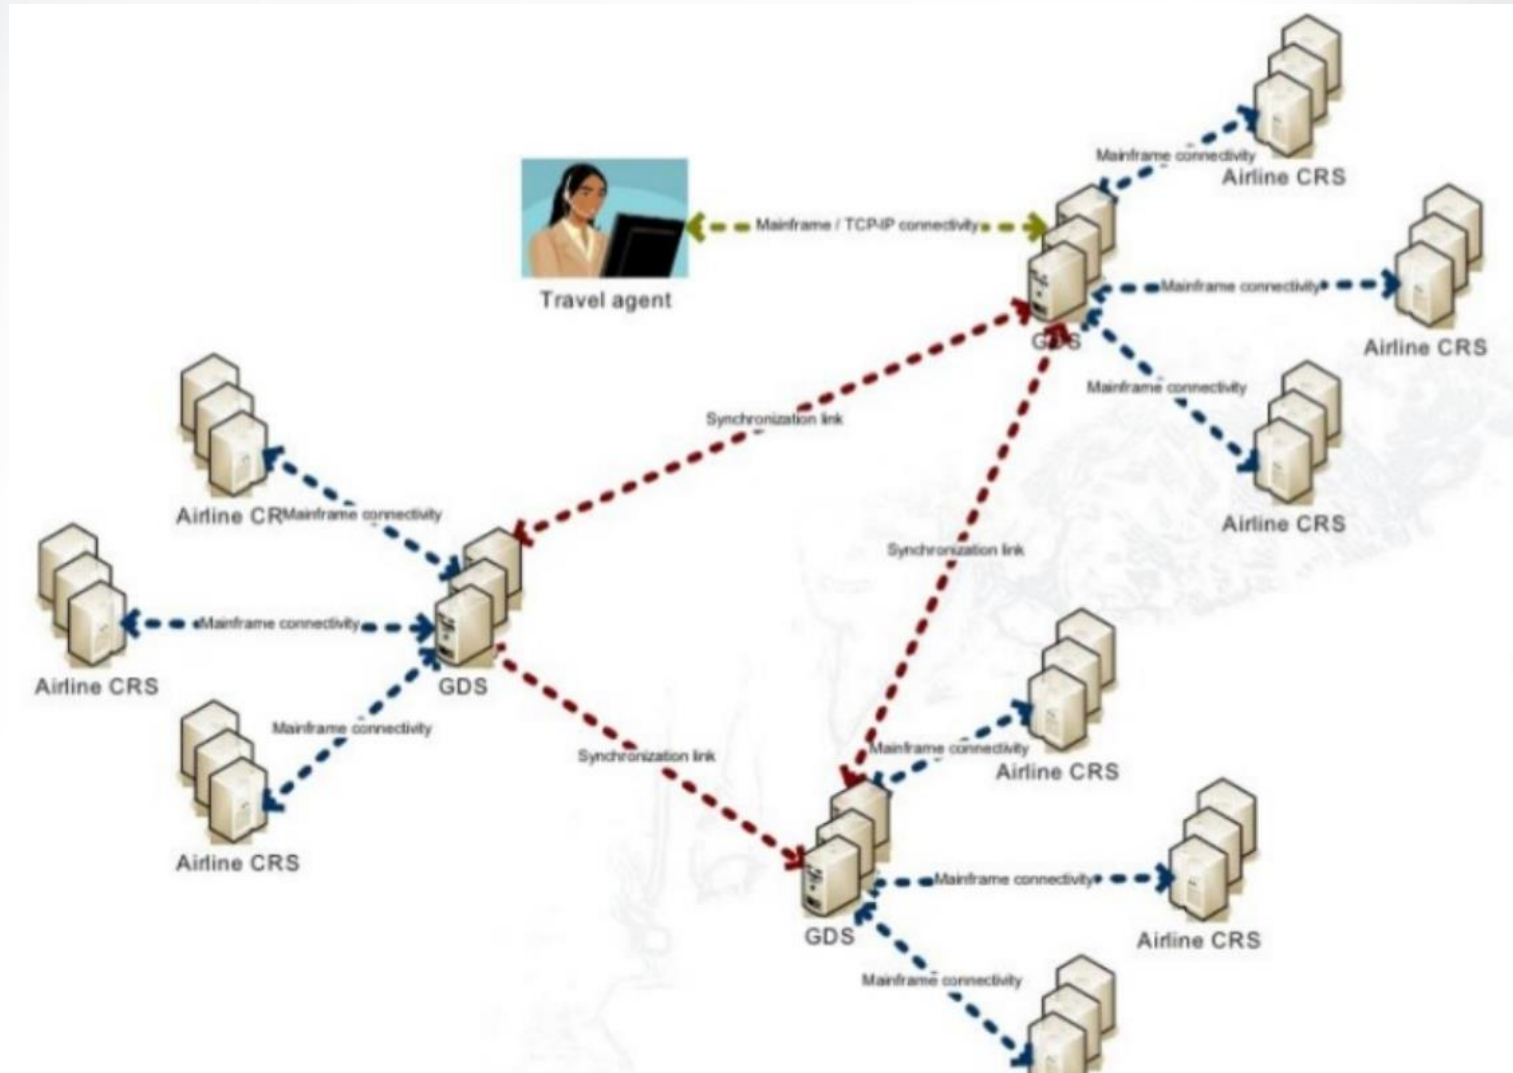 Mainframe connectivity
Airline CRS
Mainframe / TCP-IP connectivity
Mainframe connectivity
Travel agent
GDS
Airline CRS
Mainframe connectivity
Synchronization link
Airline CRS
Airline CR
Mainframe connectivity
Synchronization link
Mainframe connectivity
Airline CRS
GDS
Mainframe connectivity
Synchronization link
Mainframe connectivity
Airline CRS
Airline CRS
Mainframe connectivity
GDS
Airline CRS
Mainframe connectivity